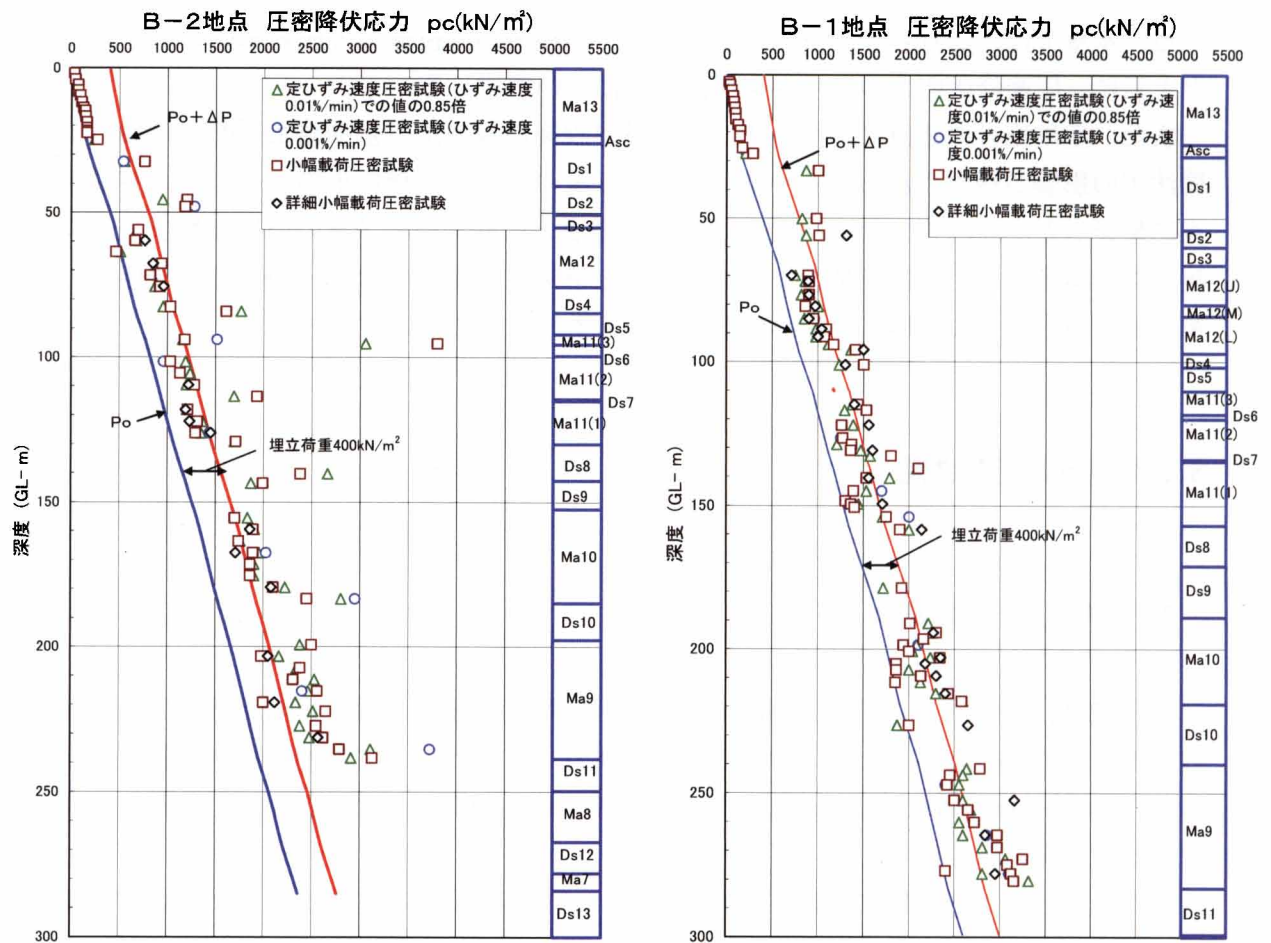 B－2地点 圧密降伏応力 pc(kN/㎡)
0 500 1000 1500 2000 2500 3000 3500 4000 4500 5000 5500
0
50
100
150
200
250
300
深度 (GL－m)
定ひずみ速度圧密試験(ひずみ速度
0.01%/min)での値の0.85倍
定ひずみ速度圧密試験(ひずみ速度
0.001%/min)
小幅載荷圧密試験
詳細小幅載荷圧密試験
Po＋ΔP
Po
埋立荷重400kN/m²
Ma13
Asc
Ds1
Ds2
Ds3
Ma12
Ds4
Ds5
Ma11(3)
Ds6
Ma11(2)
Ds7
Ma11(1)
Ds8
Ds9
Ma10
Ds10
Ma9
Ds11
Ma8
Ds12
Ma7
Ds13
B－1地点 圧密降伏応力 pc(kN/㎡)
0 500 1000 1500 2000 2500 3000 3500 4000 4500 5000 5500
0
50
100
150
200
250
300
深度 (GL－m)
定ひずみ速度圧密試験(ひずみ速
度0.01%/min)での値の0.85倍
定ひずみ速度圧密試験(ひずみ速
度0.001%/min)
小幅載荷圧密試験
詳細小幅載荷圧密試験
Po＋ΔP
Po
埋立荷重400kN/m²
Ma13
Asc
Ds1
Ds2
Ds3
Ma12(U)
Ma12(M)
Ma12(L)
Ds4
Ds5
Ma11(3)
Ds6
Ma11(2)
Ds7
Ma11(1)
Ds8
Ds9
Ma10
Ds10
Ma9
Ds11